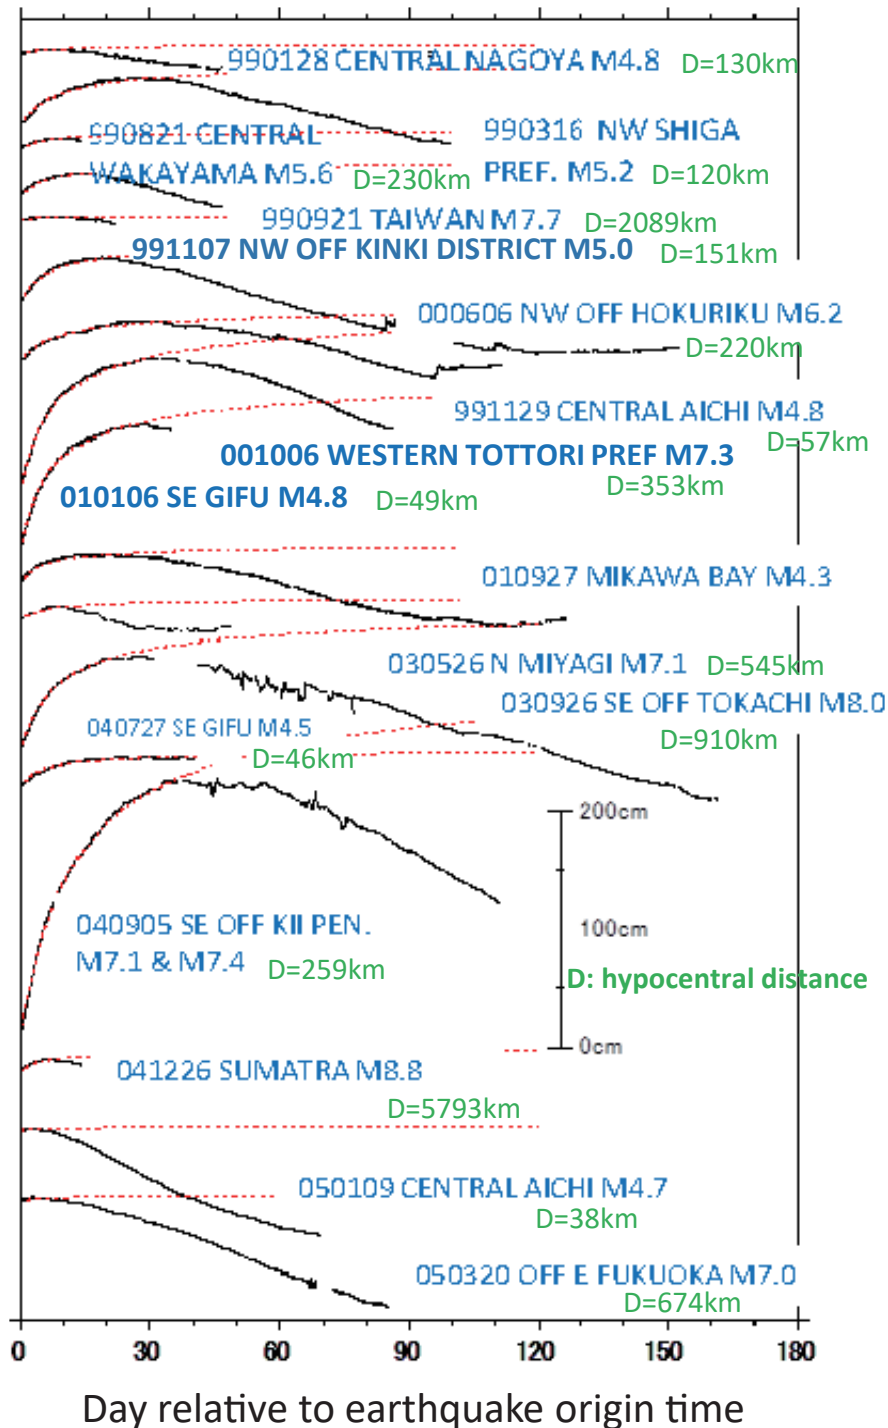 990128 CENTRAL NAGOYA M4.8 D=130km
990821 CENTRAL
WAKAYAMA M5.6 D=230km
990316 NW SHIGA
PREF. M5.2 D=120km
990921 TAIWAN M7.7 D=2089km
991107 NW OFF KINKI DISTRICT M5.0 D=151km
000606 NW OFF HOKURIKU M6.2
D=220km
991129 CENTRAL AICHI M4.8
D=57km
001006 WESTERN TOTTORI PREF M7.3
D=353km
010106 SE GIFU M4.8 D=49km
010927 MIKAWA BAY M4.3
030526 N MIYAGI M7.1 D=545km
030926 SE OFF TOKACHI M8.0
D=910km
040727 SE GIFU M4.5
D=46km
200cm
100cm
0cm
040905 SE OFF KII PEN.
M7.1 & M7.4 D=259km
D: hypocentral distance
041226 SUMATRA M8.8
D=5793km
050109 CENTRAL AICHI M4.7
D=38km
050320 OFF E FUKUOKA M7.0
D=674km
0 30 60 90 120 150 180
Day relative to earthquake origin time